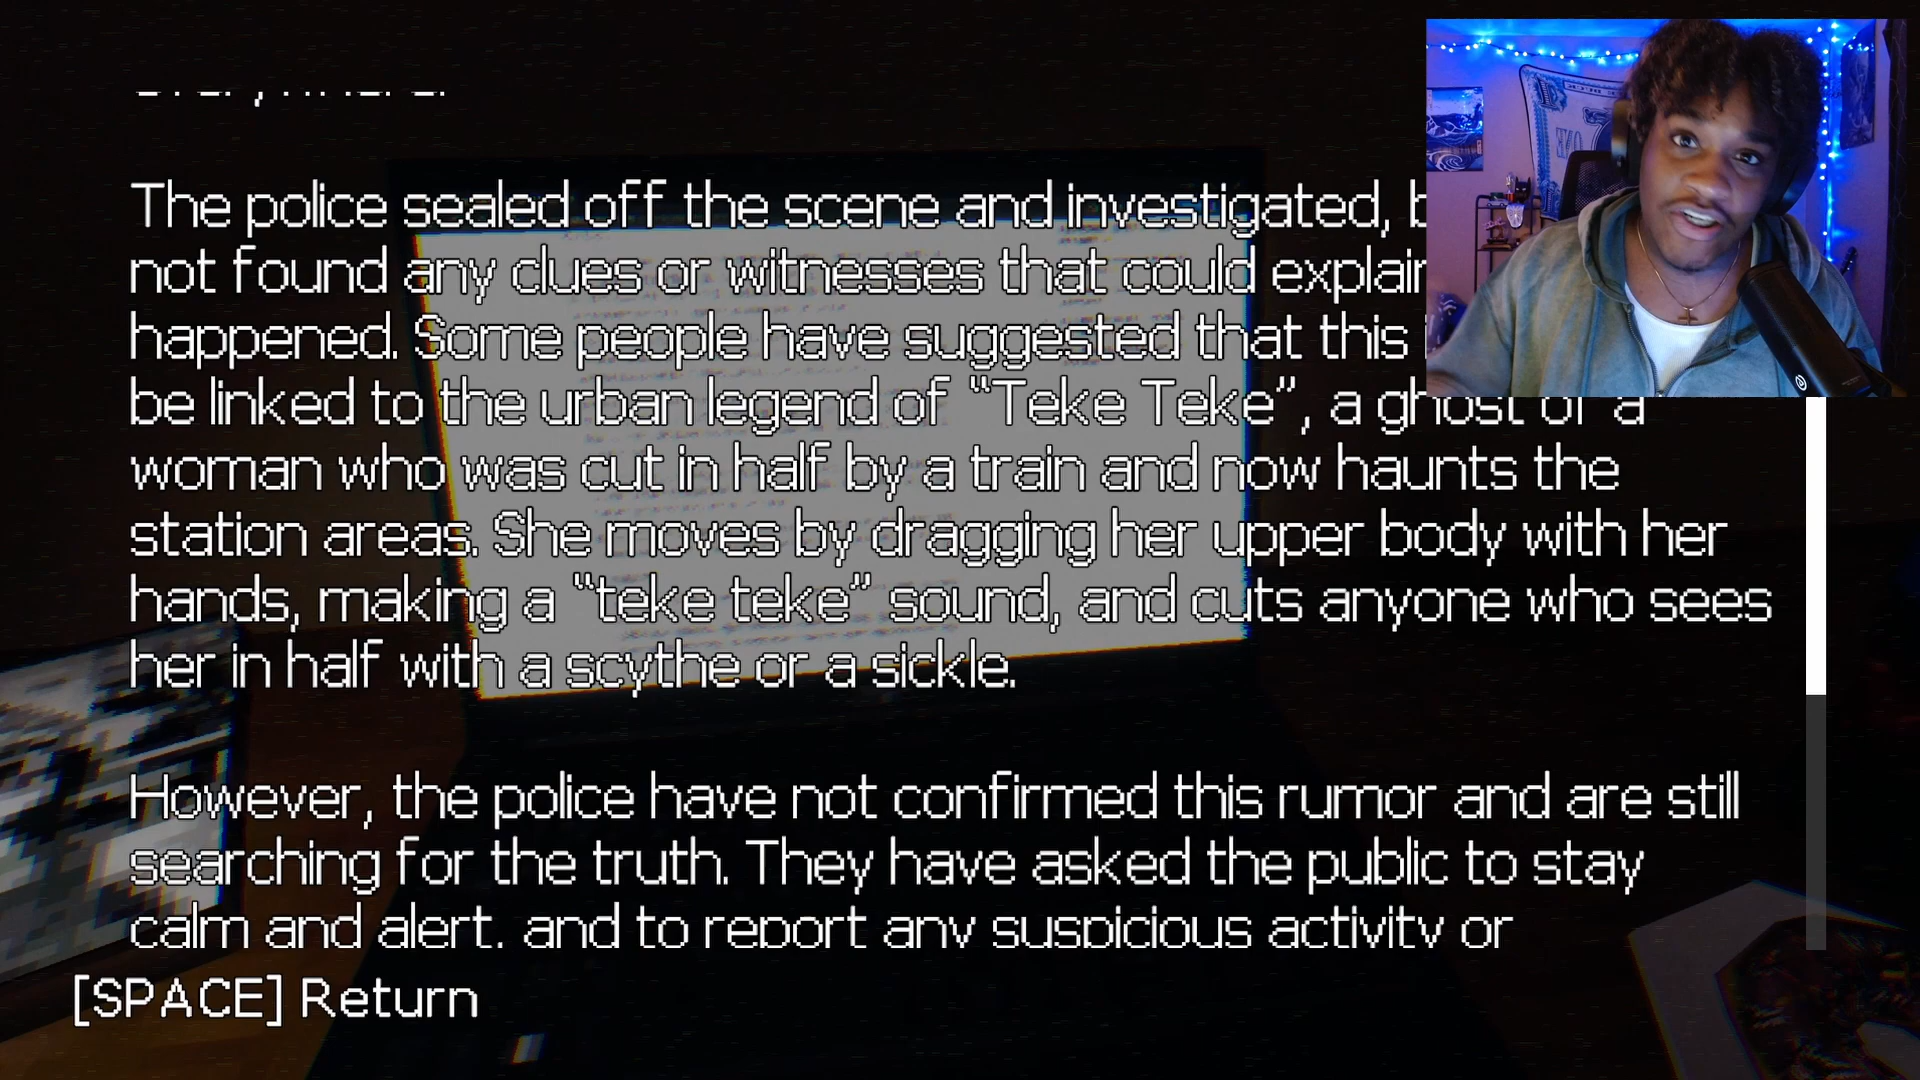 The police sealed off the scene and investigated,
not found any clues or witnesses that could
happened. Some people have suggested that this
be linked to the urban legend of “Teke Teke”, a ghost of a
woman who was cut in half by a train and now haunts the
station areas. She moves by dragging her upper body with her
hands, making a “teke teke” sound, and cuts anyone who sees
her in half with a scythe or a sickle.
However, the police have not confirmed this rumor and are still
searching for the truth. They have asked the public to stay
calm and alert, and to report any suspicious activity or
[SPACE] Return